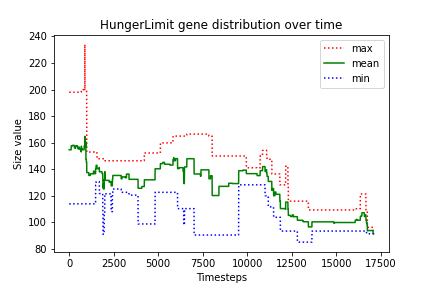 HungerLimit gene distribution over time
240
220
200
180
160
140
120
100
80
Size value
max
mean
min
0 2500 5000 7500 10000 12500 15000 17500
Timesteps